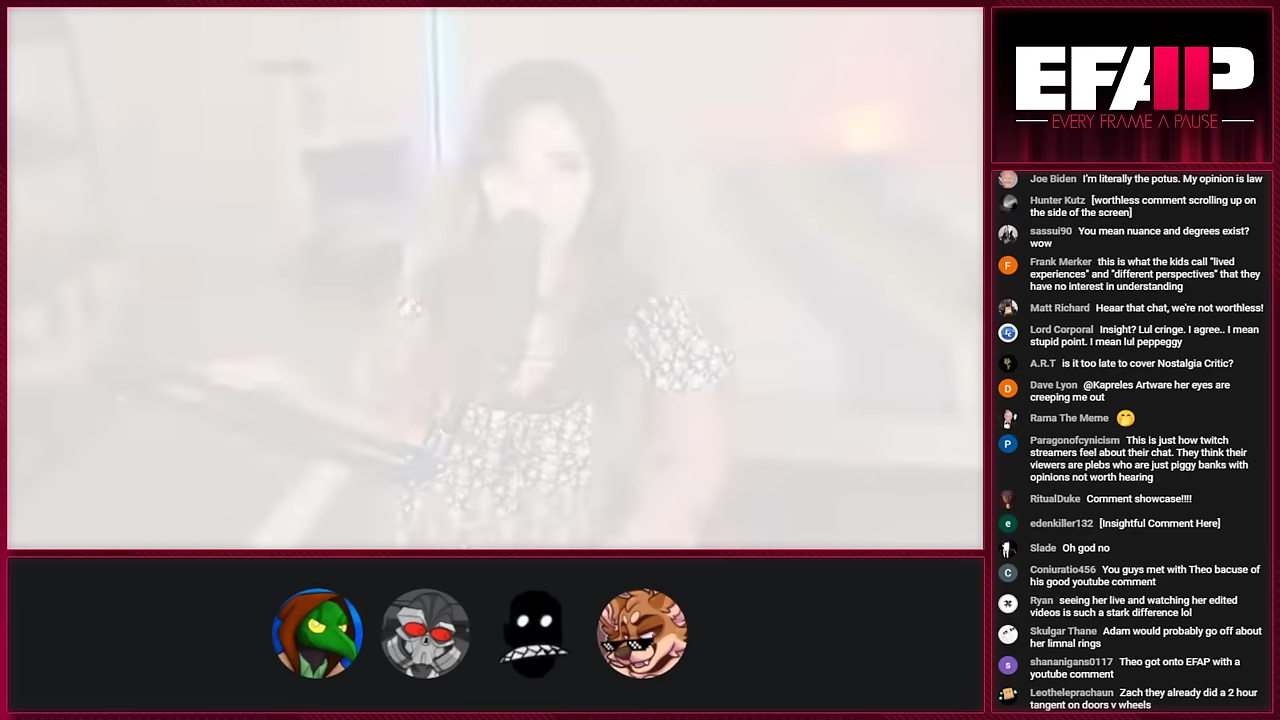 EFAP
EVERY FRAME A PAUSE
Joe Biden I'm literally the potus. My opinion is law
Hunter Kutz [worthless comment scrolling up on
the side of the screen]
sassui90 You mean nuance and degrees exist?
wow
F
Frank Merker this is what the kids call "lived
experiences" and "different perspectives" that they
have no interest in understanding
Matt Richard Heaar that chat, we're not worthless!
Lord Corporal Insight? Lul cringe. I agree.. I mean
stupid point. I mean lul peppeggy
A.R.T is it too late to cover Nostalgia Critic?
D
Dave Lyon @Kapreles Artware her eyes are
creeping me out
Rama The Meme 🤭
P
Paragonofcynicism This is just how twitch
streamers feel about their chat. They think their
viewers are plebs who are just piggy banks with
opinions not worth hearing
RitualDuke Comment showcase!!!!
e
edenkiller132 [Insightful Comment Here]
Slade Oh god no
C
Coniuratio456 You guys met with Theo bacuse of
his good youtube comment
Ryan seeing her live and watching her edited
videos is such a stark difference lol
Skulgar Thane Adam would probably go off about
her limnal rings
s
shananigans0117 Theo got onto EFAP with a
youtube comment
Leotheleprachaun Zach they already did a 2 hour
tangent on doors v wheels